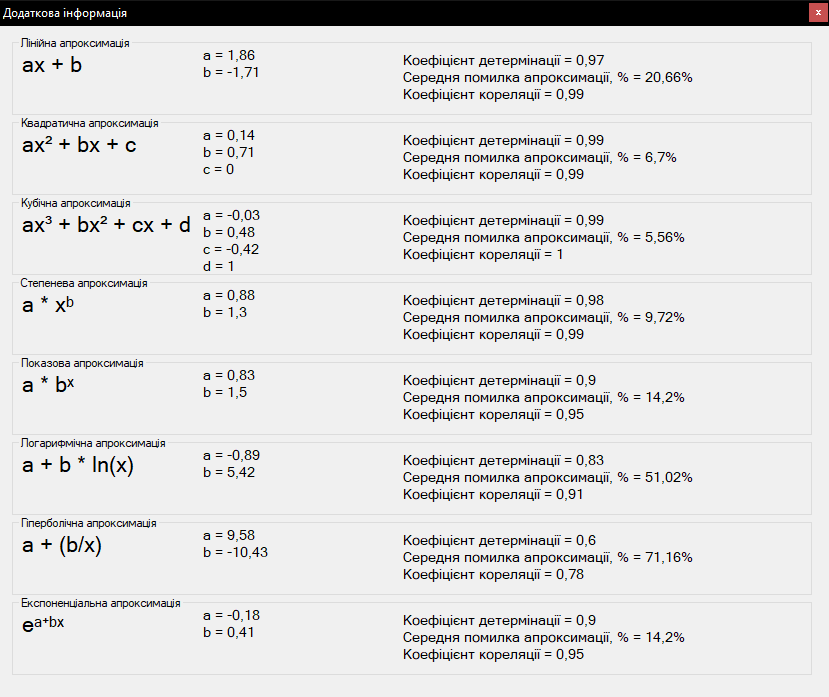 Додаткова інформація
x
Лінійна апроксимація
ax + b
a = 1,86
b = -1,71
Коефіцієнт детермінації = 0,97
Середня помилка апроксимації, % = 20,66%
Коефіцієнт кореляції = 0,99
Квадратична апроксимація
ax² + bx + c
a = 0,14
b = 0,71
c = 0
Коефіцієнт детермінації = 0,99
Середня помилка апроксимації, % = 6,7%
Коефіцієнт кореляції = 0,99
Кубічна апроксимація
ax³ + bx² + cx + d
a = -0,03
b = 0,48
c = -0,42
d = 1
Коефіцієнт детермінації = 0,99
Середня помилка апроксимації, % = 5,56%
Коефіцієнт кореляції = 1
Степенева апроксимація
a * xᵇ
a = 0,88
b = 1,3
Коефіцієнт детермінації = 0,98
Середня помилка апроксимації, % = 9,72%
Коефіцієнт кореляції = 0,99
Показова апроксимація
a * bˣ
a = 0,83
b = 1,5
Коефіцієнт детермінації = 0,9
Середня помилка апроксимації, % = 14,2%
Коефіцієнт кореляції = 0,95
Логарифмічна апроксимація
a + b * ln(x)
a = -0,89
b = 5,42
Коефіцієнт детермінації = 0,83
Середня помилка апроксимації, % = 51,02%
Коефіцієнт кореляції = 0,91
Гіперболічна апроксимація
a + (b/x)
a = 9,58
b = -10,43
Коефіцієнт детермінації = 0,6
Середня помилка апроксимації, % = 71,16%
Коефіцієнт кореляції = 0,78
Експоненціальна апроксимація
eᵃ⁺ᵇˣ
a = -0,18
b = 0,41
Коефіцієнт детермінації = 0,9
Середня помилка апроксимації, % = 14,2%
Коефіцієнт кореляції = 0,95